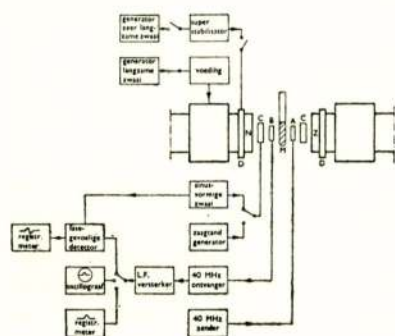 generator
zeer lang-
zame zwaai
super
stabilisator
generator
langzame zwaai
voeding
N
C
B
A
C
Z
M
D
D
sinus-
vormige
zwaai
zaagtand
generator
registr.
meter
fase-
gevoelige
detector
oscillograaf
L.F.
versterker
40 MHz
ontvanger
registr.
meter
40 MHz
zender